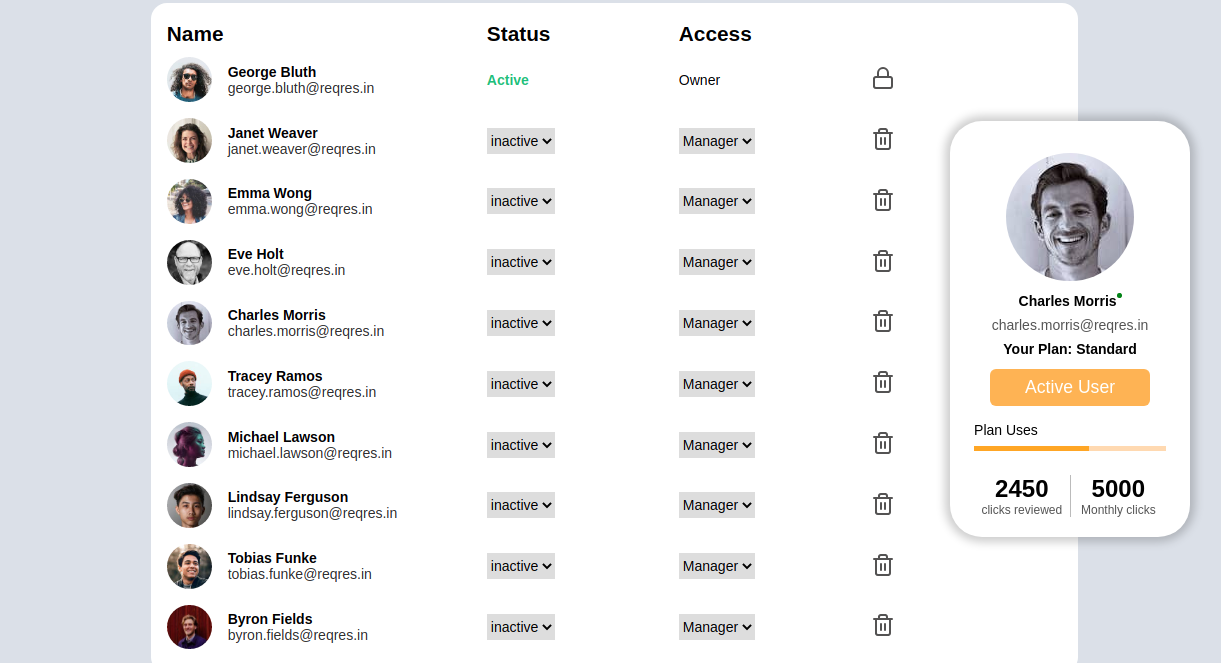 Name Status Access
George Bluth
george.bluth@reqres.in
Active
Owner
Janet Weaver
janet.weaver@reqres.in
inactive
Manager
Emma Wong
emma.wong@reqres.in
inactive
Manager
Eve Holt
eve.holt@reqres.in
inactive
Manager
Charles Morris
charles.morris@reqres.in
inactive
Manager
Tracey Ramos
tracey.ramos@reqres.in
inactive
Manager
Michael Lawson
michael.lawson@reqres.in
inactive
Manager
Lindsay Ferguson
lindsay.ferguson@reqres.in
inactive
Manager
Tobias Funke
tobias.funke@reqres.in
inactive
Manager
Byron Fields
byron.fields@reqres.in
inactive
Manager
Charles Morris
charles.morris@reqres.in
Your Plan: Standard
Active User
Plan Uses
2450
clicks reviewed
5000
Monthly clicks